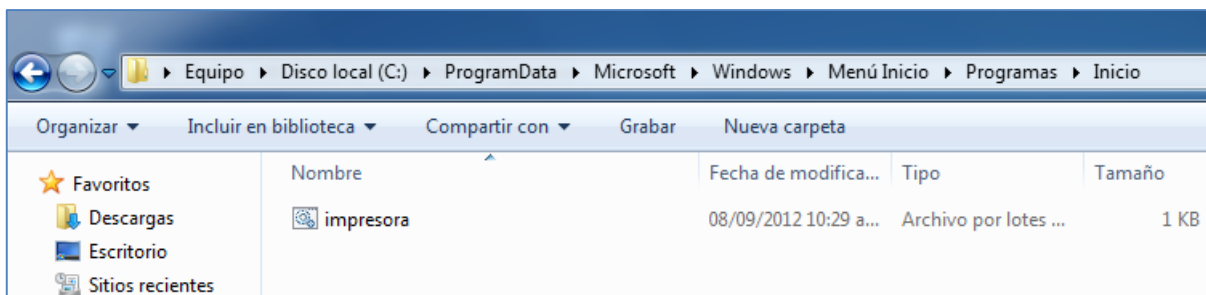 Equipo Disco local (C:) ProgramData Microsoft Windows Menú Inicio Programas Inicio
Organizar Incluir en biblioteca Compartir con Grabar Nueva carpeta
Favoritos
Descargas
Escritorio
Sitios recientes
Nombre Fecha de modifica... Tipo Tamaño
impresora 08/09/2012 10:29 a... Archivo por lotes ... 1 KB